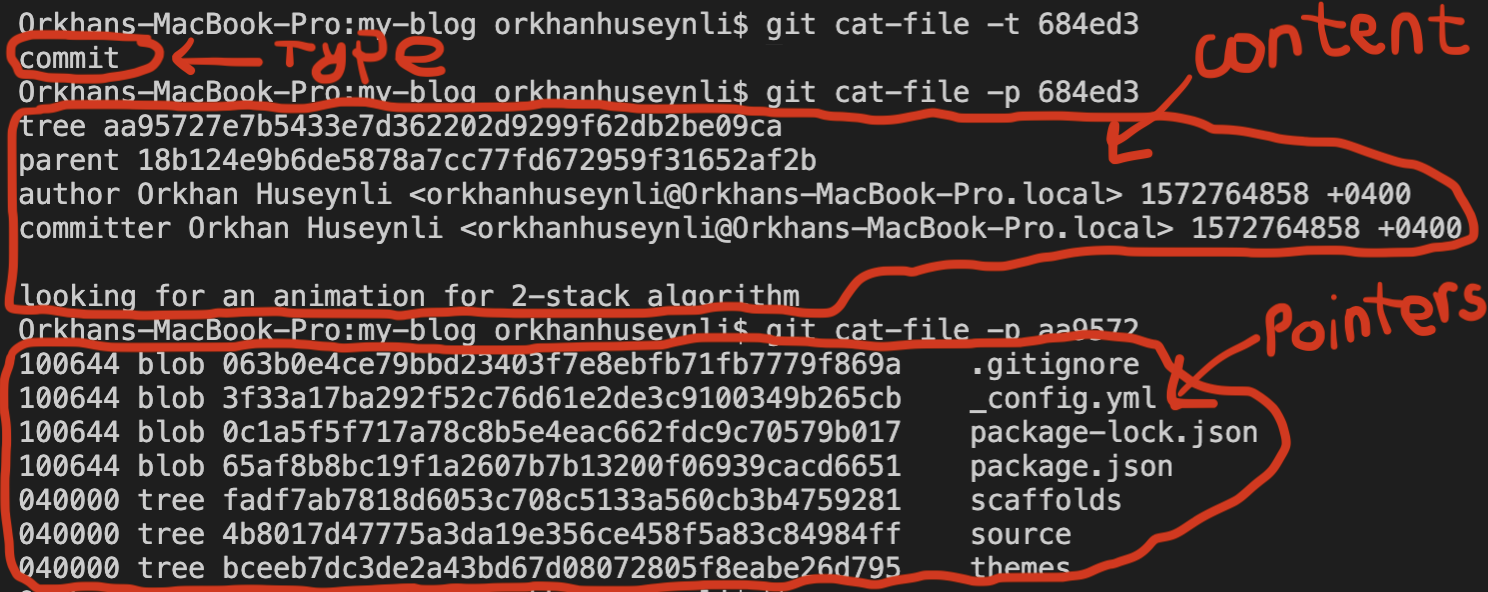 Orkhans-MacBook-Pro:my-blog orkhanhuseynli$ git cat-file -t 684ed3
commit
Type
content
Orkhans-MacBook-Pro:my-blog orkhanhuseynli$ git cat-file -p 684ed3
tree aa95727e7b5433e7d362202d9299f62db2be09ca
parent 18b124e9b6de5878a7cc77fd672959f31652af2b
author Orkhan Huseynli <orkhanhuseynli@Orkhans-MacBook-Pro.local> 1572764858 +0400
committer Orkhan Huseynli <orkhanhuseynli@Orkhans-MacBook-Pro.local> 1572764858 +0400
looking for an animation for 2-stack algorithm
Pointers
Orkhans-MacBook-Pro:my-blog orkhanhuseynli$ git cat-file -p aa9572
100644 blob 063b0e4ce79bbd23403f7e8ebfb71fb7779f869a .gitignore
100644 blob 3f33a17ba292f52c76d61e2de3c9100349b265cb _config.yml
100644 blob 0c1a5f5f717a78c8b5e4eac662fdc9c70579b017 package-lock.json
100644 blob 65af8b8bc19f1a2607b7b13200f06939cacd6651 package.json
040000 tree fadf7ab7818d6053c708c5133a560cb3b4759281 scaffolds
040000 tree 4b8017d47775a3da19e356ce458f5a83c84984ff source
040000 tree bceeb7dc3de2a43bd67d08072805f8eabe26d795 themes